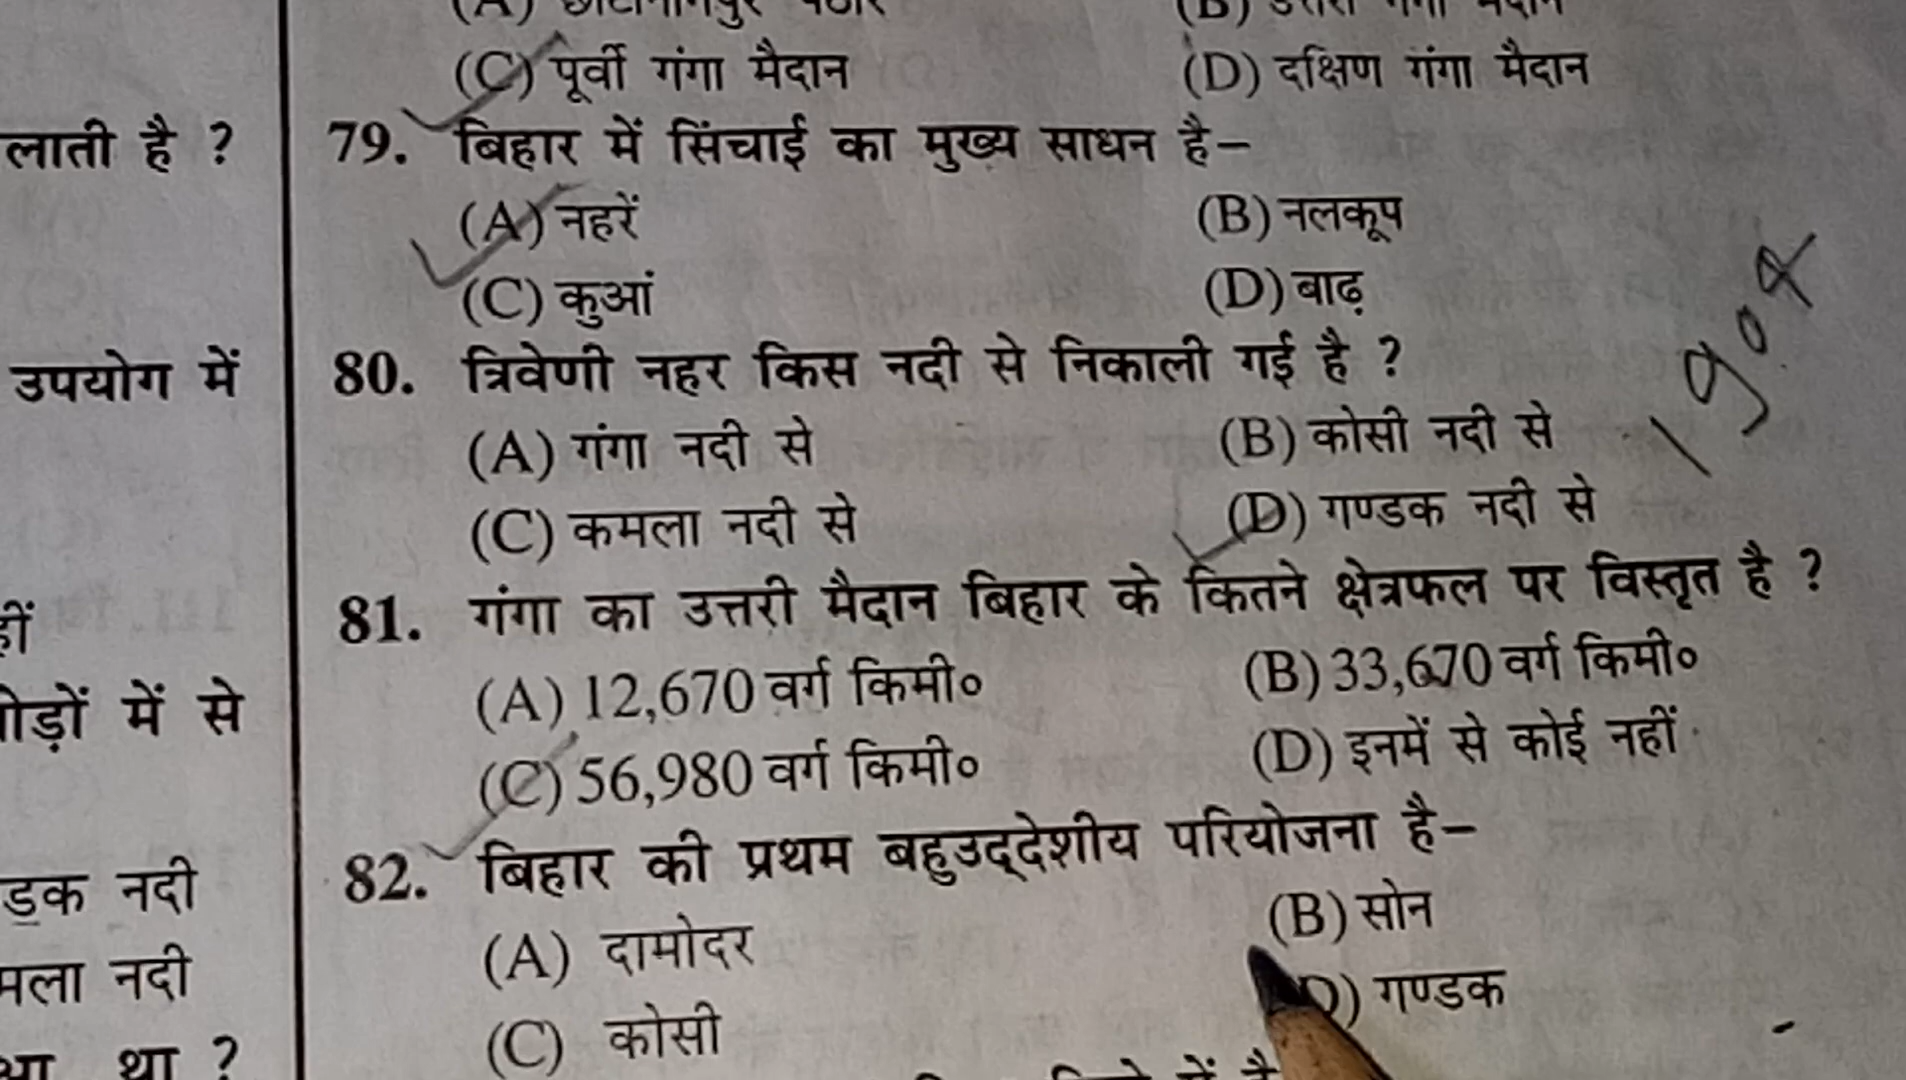 लाती है ?
उपयोग में
में से
डक नदी
नदी
था ?
(C) पूर्वी गंगा मैदान (D) दक्षिण गंगा मैदान
79. बिहार में सिंचाई का मुख्य साधन है–
(A) नहरें (B) नलकूप
(C) कुआं (D) बाढ़
80. त्रिवेणी नहर किस नदी से निकाली गई है ?
(A) गंगा नदी से (B) कोसी नदी से
(C) कमला नदी से (D) गण्डक नदी से
81. गंगा का उत्तरी मैदान बिहार के कितने क्षेत्रफल पर विस्तृत है ?
(A) 12,670 वर्ग किमी० (B) 33,670 वर्ग किमी०
(C) 56,980 वर्ग किमी० (D) इनमें से कोई नहीं
82. बिहार की प्रथम बहुउद्देशीय परियोजना है–
(A) दामोदर (B) सोन
(C) कोसी (D) गण्डक